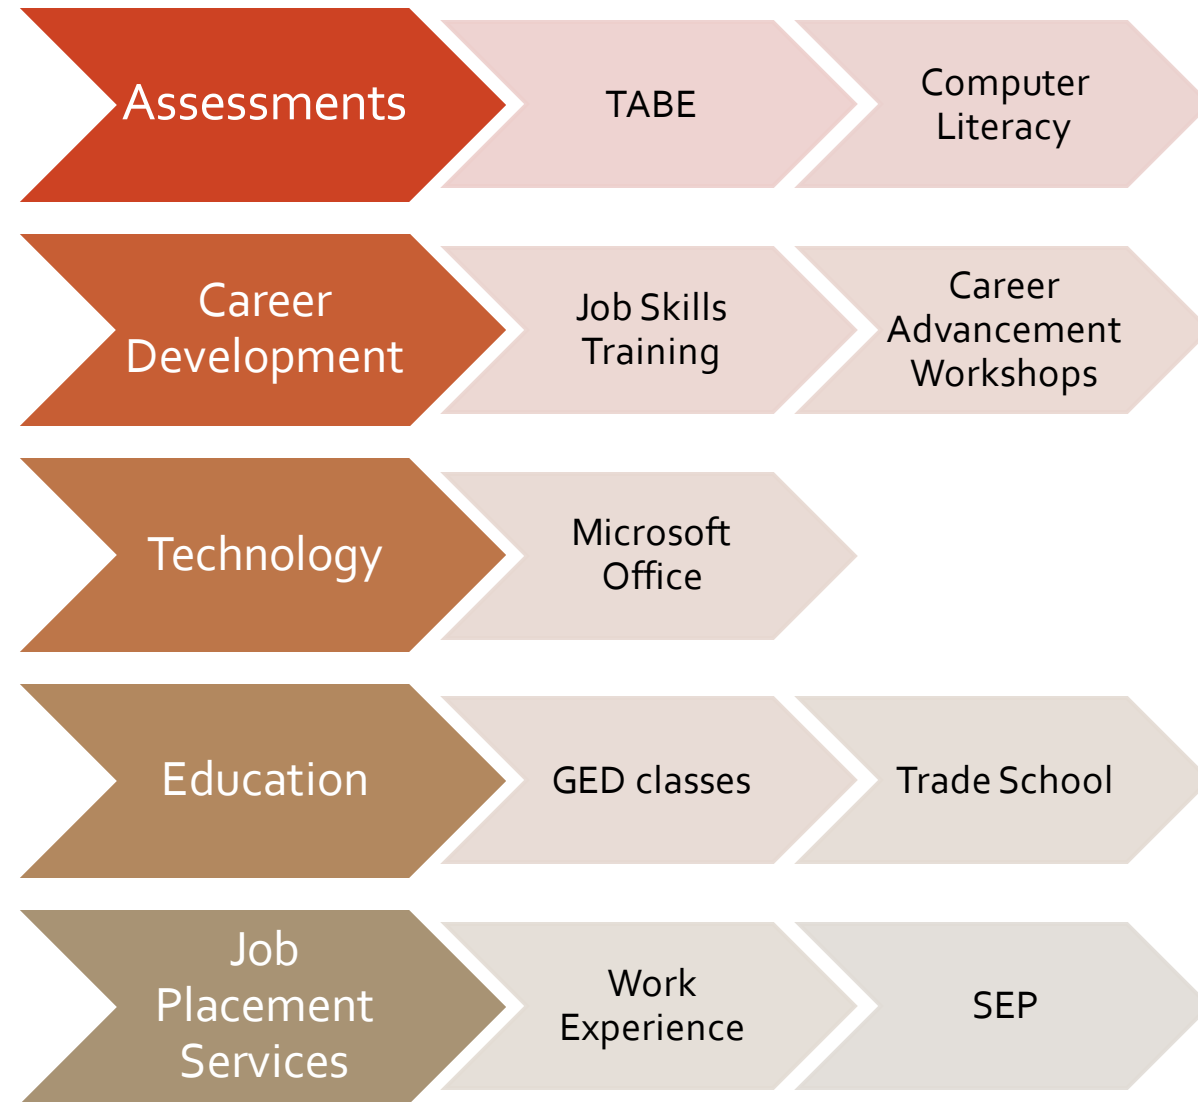 Assessments
TABE
Computer
Literacy
Career
Development
Job Skills
Training
Career
Advancement
Workshops
Technology
Microsoft
Office
Education
GED classes
Trade School
Job
Placement
Services
Work
Experience
SEP